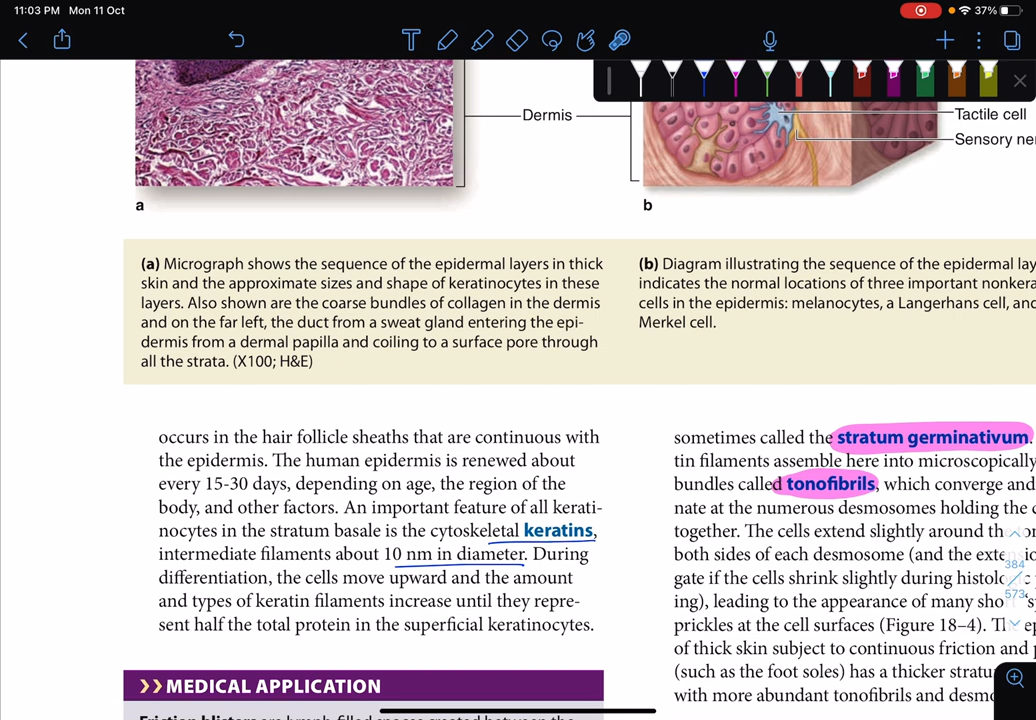 11:03 PM Mon 11 Oct
37%
T
Dermis
Tactile cell
Sensory
a
b
(a) Micrograph shows the sequence of the epidermal layers in thick
skin and the approximate sizes and shape of keratinocytes in these
layers. Also shown are the coarse bundles of collagen in the dermis
and on the far left, the duct from a sweat gland entering the epi-
dermis from a dermal papilla and coiling to a surface pore through
all the strata. (X100; H&E)
(b) Diagram illustrating the sequence of the epidermal
indicates the normal locations of three important
cells in the epidermis: melanocytes, a Langerhans cell,
Merkel cell.
occurs in the hair follicle sheaths that are continuous with
the epidermis. The human epidermis is renewed about
every 15-30 days, depending on age, the region of the
body, and other factors. An important feature of all kerati-
nocytes in the stratum basale is the cytoskeletal keratins,
intermediate filaments about 10 nm in diameter. During
differentiation, the cells move upward and the amount
and types of keratin filaments increase until they repre-
sent half the total protein in the superficial keratinocytes.
MEDICAL APPLICATION
sometimes called the stratum germinativum.
tin filaments assemble here into microscopically
bundles called tonofibrils, which converge and
nate at the numerous desmosomes holding the
together. The cells extend slightly around
both sides of each desmosome (and the
gate if the cells shrink slightly during
ing), leading to the appearance of many
prickles at the cell surfaces (Figure 18–4).
of thick skin subject to continuous friction and
(such as the foot soles) has a thicker
with more abundant tonofibrils and
384
573